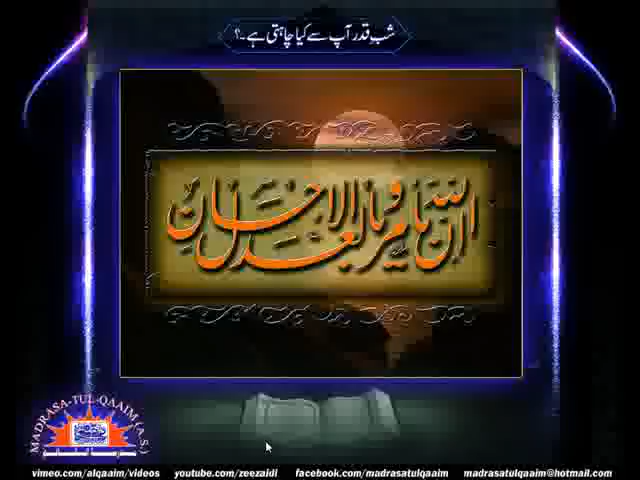 شبِ قدر آپ سے کیا چاہتی ہے۔؟
ان الله یامر بالعدل والاحسان
MADRASA-TUL-QAAIM (A.S.)
vimeo.com/alqaaim/videos youtube.com/zeezaidi facebook.com/madrasatulqaaim madrasatulqaaim@hotmail.com